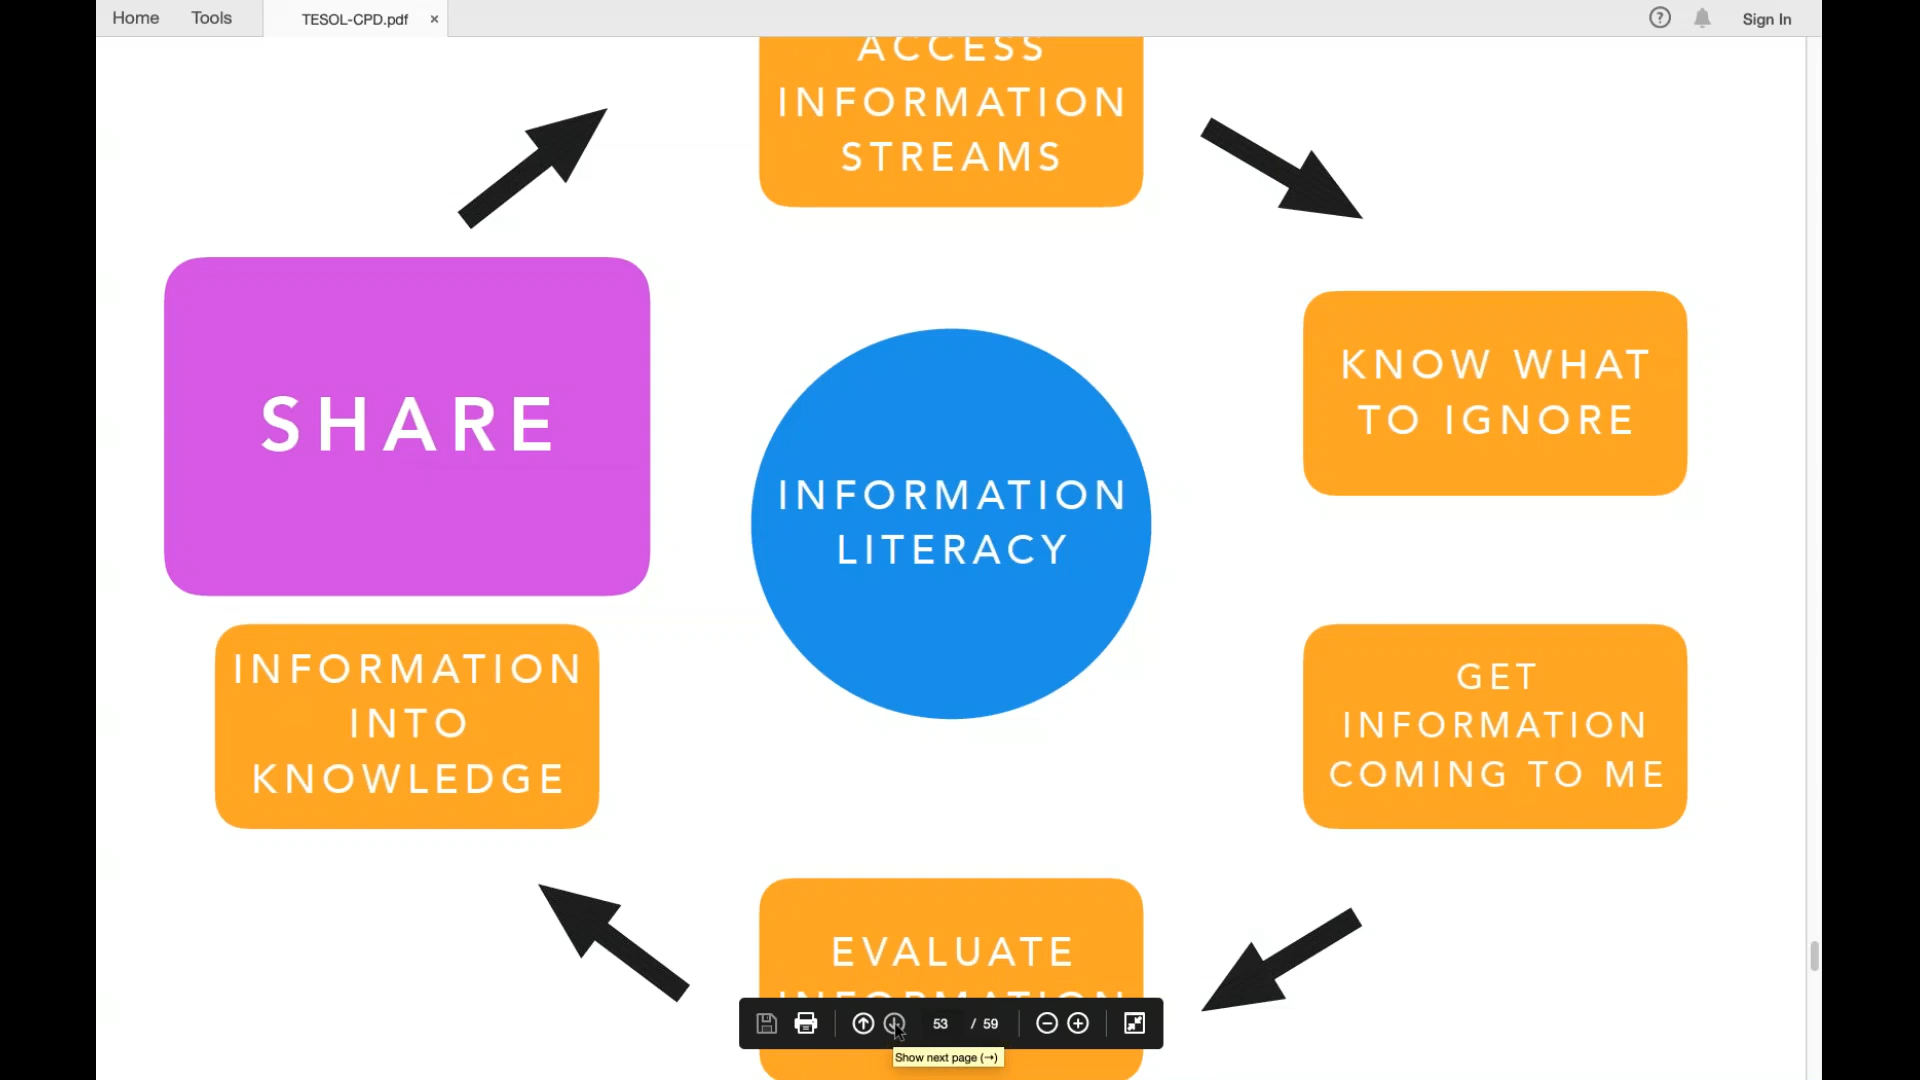 Home Tools TESOL-CPD.pdf × ? Sign In
ACCESS
INFORMATION
STREAMS
SHARE
KNOW WHAT
TO IGNORE
INFORMATION
LITERACY
INFORMATION
INTO
KNOWLEDGE
GET
INFORMATION
COMING TO ME
EVALUATE
INFORMATION
53 / 59
Show next page (→)